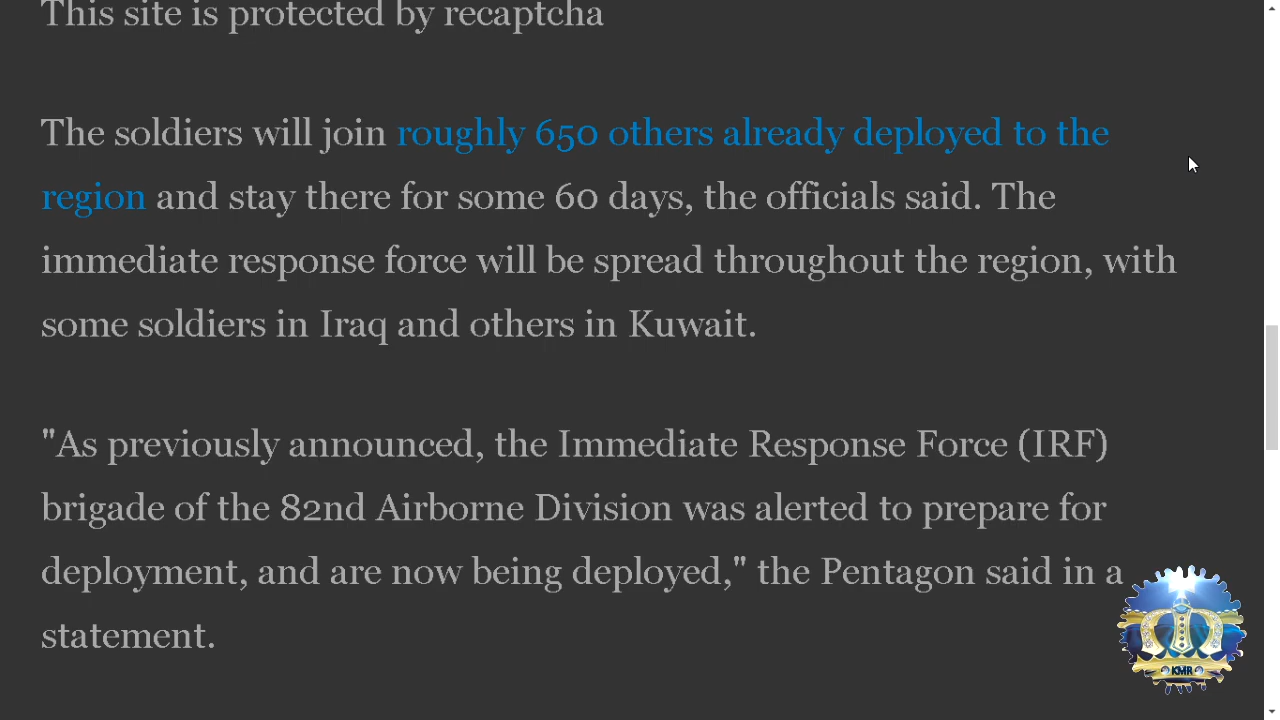 This site is protected by recaptcha
The soldiers will join roughly 650 others already deployed to the
region and stay there for some 60 days, the officials said. The
immediate response force will be spread throughout the region, with
some soldiers in Iraq and others in Kuwait.
"As previously announced, the Immediate Response Force (IRF)
brigade of the 82nd Airborne Division was alerted to prepare for
deployment, and are now being deployed," the Pentagon said in a
statement.
KMR